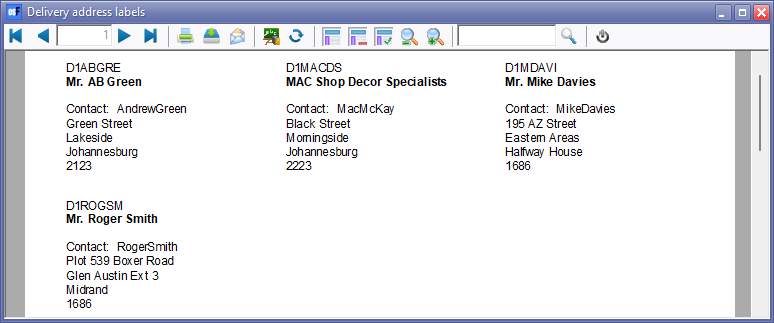 Delivery address labels
1
D1ABGRE
Mr. AB Green
Contact: AndrewGreen
Green Street
Lakeside
Johannesburg
2123
D1MACDS
MAC Shop Decor Specialists
Contact: MacMcKay
Black Street
Morningside
Johannesburg
2223
D1MDAVI
Mr. Mike Davies
Contact: MikeDavies
195 AZ Street
Eastern Areas
Halfway House
1686
D1ROGSM
Mr. Roger Smith
Contact: RogerSmith
Plot 539 Boxer Road
Glen Austin Ext 3
Midrand
1686